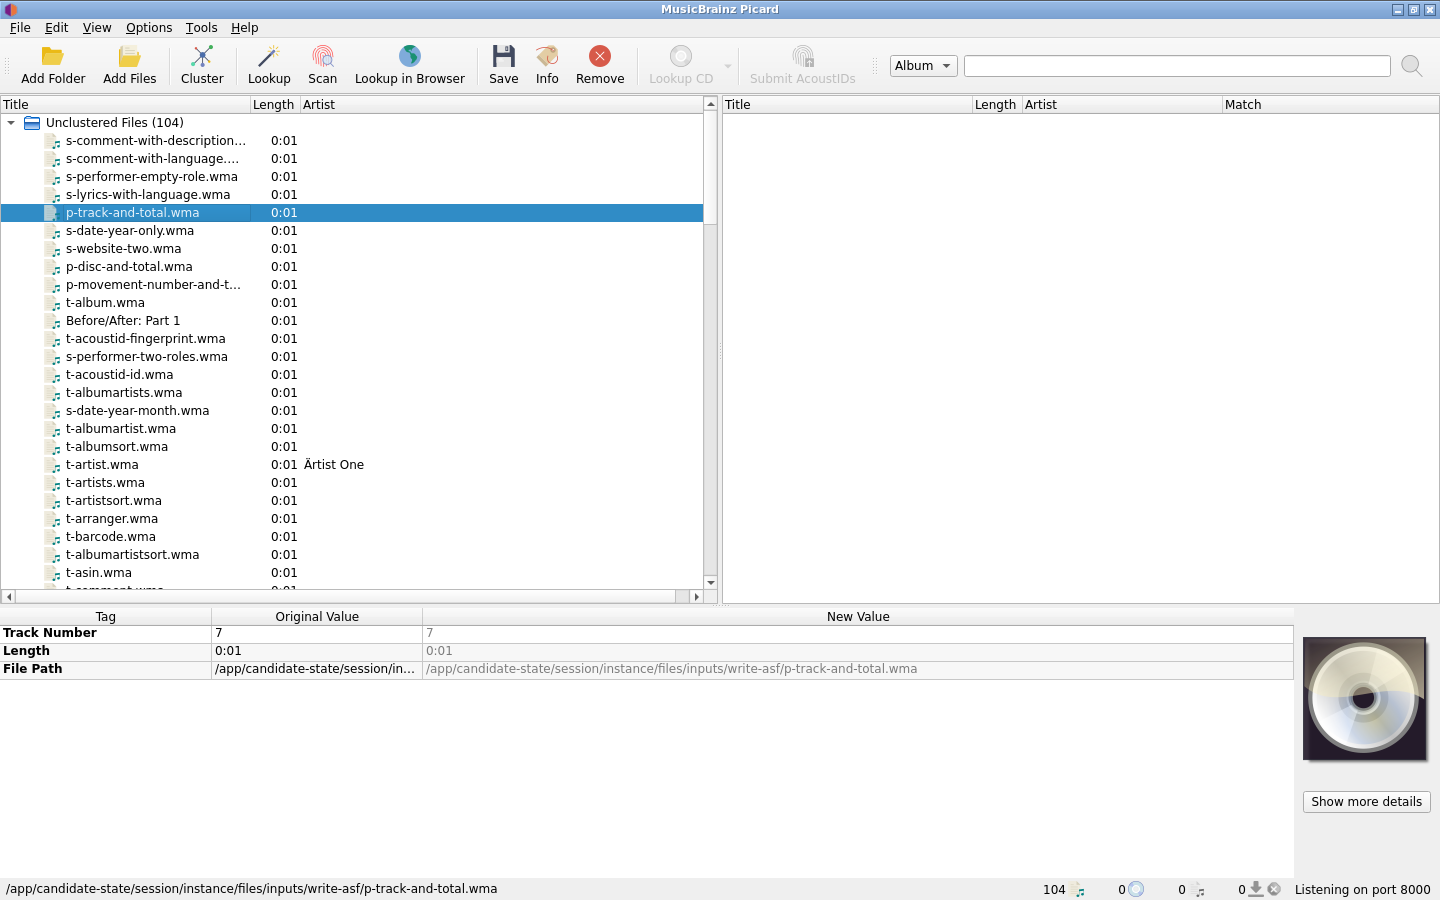 MusicBrainz Picard
File Edit View Options Tools Help
Add Folder Add Files Cluster Lookup Scan Lookup in Browser Save Info Remove Lookup CD Submit AcoustIDs Album
Title Length Artist
Title Length Artist Match
Unclustered Files (104)
s-comment-with-description... 0:01
s-comment-with-language.... 0:01
s-performer-empty-role.wma 0:01
s-lyrics-with-language.wma 0:01
p-track-and-total.wma 0:01
s-date-year-only.wma 0:01
s-website-two.wma 0:01
p-disc-and-total.wma 0:01
p-movement-number-and-t... 0:01
t-album.wma 0:01
Before/After: Part 1 0:01
t-acoustid-fingerprint.wma 0:01
s-performer-two-roles.wma 0:01
t-acoustid-id.wma 0:01
t-albumartists.wma 0:01
s-date-year-month.wma 0:01
t-albumartist.wma 0:01
t-albumsort.wma 0:01
t-artist.wma 0:01 Ärtist One
t-artists.wma 0:01
t-artistsort.wma 0:01
t-arranger.wma 0:01
t-barcode.wma 0:01
t-albumartistsort.wma 0:01
t-asin.wma 0:01
Tag Original Value New Value
Track Number 7 7
Length 0:01 0:01
File Path /app/candidate-state/session/in... /app/candidate-state/session/instance/files/inputs/write-asf/p-track-and-total.wma
Show more details
/app/candidate-state/session/instance/files/inputs/write-asf/p-track-and-total.wma 104 0 0 0 Listening on port 8000